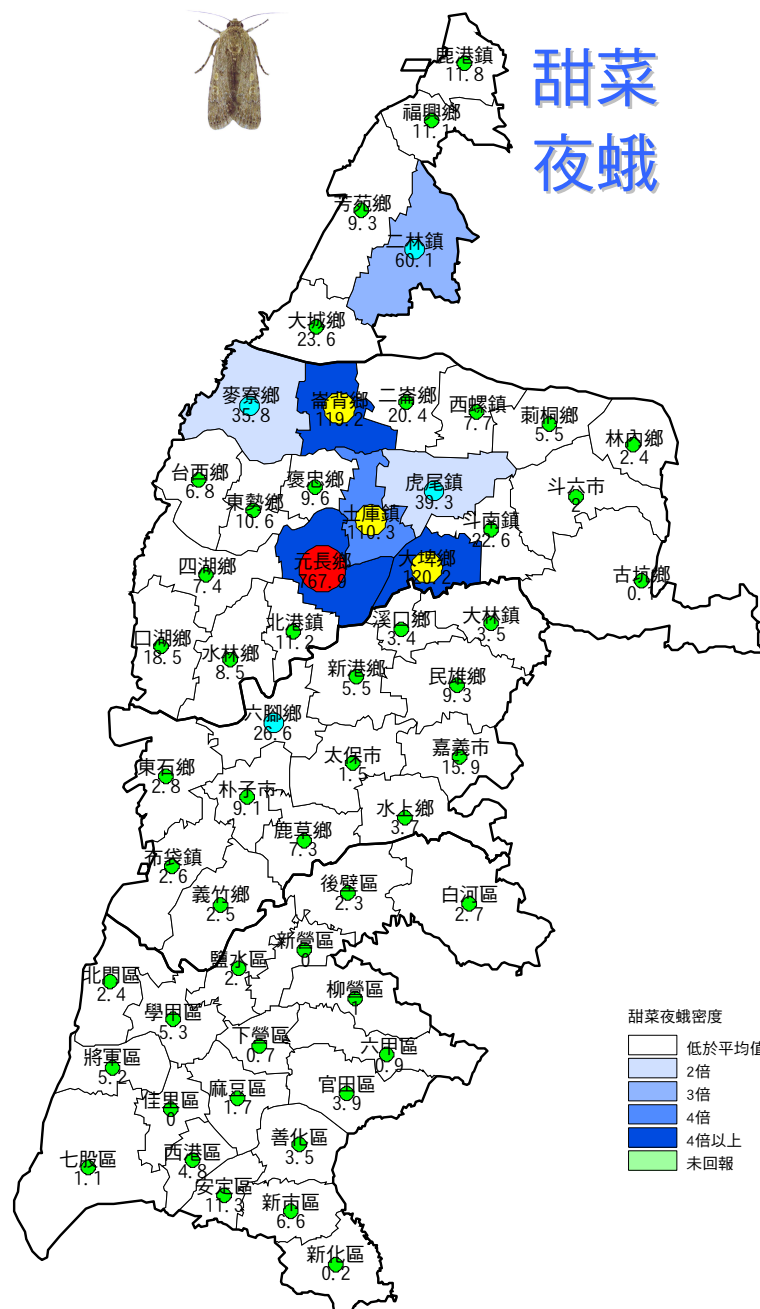 甜菜
夜蛾
鹿港鎮
11.8
福興鄉
11.1
芳苑鄉
9.3
二林鎮
60.1
大城鄉
23.6
麥寮鄉
35.8
崙背鄉
119.2
二崙鄉
20.4
西螺鎮
7.7
莿桐鄉
5.5
林內鄉
2.4
台西鄉
6.8
東勢鄉
10.6
褒忠鄉
9.6
土庫鎮
110.3
虎尾鎮
39.3
斗南鎮
22.6
斗六市
2
古坑鄉
0.1
四湖鄉
7.4
元長鄉
767.9
大埤鄉
120.2
口湖鄉
18.5
水林鄉
8.5
北港鎮
11.2
溪口鄉
3.4
大林鎮
3.5
新港鄉
5.5
民雄鄉
9.3
六腳鄉
26.6
東石鄉
2.8
朴子市
9.1
太保市
1.5
嘉義市
15.9
水上鄉
3.7
鹿草鄉
7.3
布袋鎮
2.6
義竹鄉
2.5
後壁區
2.3
白河區
2.7
新營區
0
鹽水區
2.1
2
北門區
2.4
柳營區
1
學甲區
5.3
下營區
0.7
六甲區
0.9
將軍區
5.2
佳里區
0
麻豆區
1.7
官田區
3.9
七股區
1.1
西港區
4.8
善化區
3.5
安定區
11.3
新市區
6.6
新化區
0.2
甜菜夜蛾密度
低於平均值
2倍
3倍
4倍
4倍以上
未回報